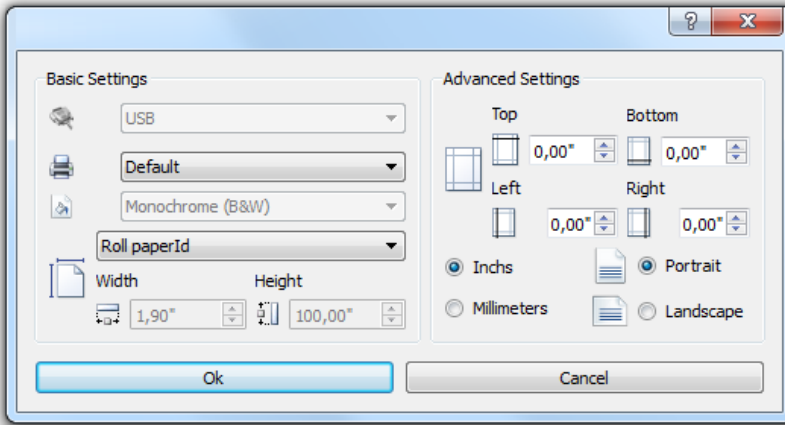 ?
Basic Settings
USB
Default
Monochrome (B&W)
Roll paperId
Width Height
1,90" 100,00"
Advanced Settings
Top Bottom
0,00" 0,00"
Left Right
0,00" 0,00"
Inchs Portrait
Millimeters Landscape
Ok Cancel